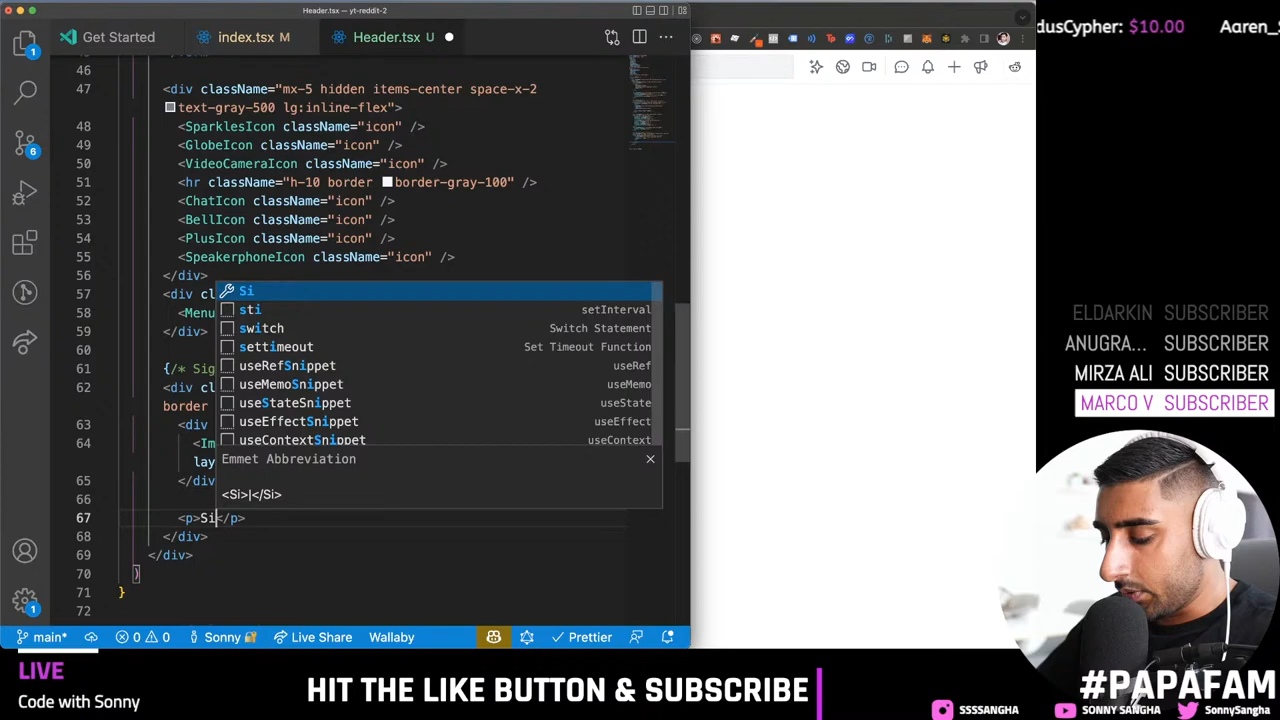 Header.tsx — yt-reddit-2
Get Started
index.tsx M
Header.tsx U
dusCypher: $10.00 Aaren_
46
47 <div className="mx-5 hidden items-center space-x-2
text-gray-500 lg:inline-flex">
48 <SparklesIcon className="icon" />
49 <GlobeIcon className="icon" />
50 <VideoCameraIcon className="icon" />
51 <hr className="h-10 border border-gray-100" />
52 <ChatIcon className="icon" />
53 <BellIcon className="icon" />
54 <PlusIcon className="icon" />
55 <SpeakerphoneIcon className="icon" />
56 </div>
57 <div cl
58 <Menu
59 </div>
60
61 {/* Sig
62 <div cl
border
63 <div
64 <Im
lay
65 </div>
66
67 <p>Si</p>
68 </div>
69 </div>
70 )
71 }
72
Si
sti setInterval
switch Switch Statement
settimeout Set Timeout Function
useRefSnippet useRef
useMemoSnippet useMemo
useStateSnippet useState
useEffectSnippet useEffect
useContextSnippet useContext
Emmet Abbreviation
<Si>|</Si>
1
6
1
main* 0 0 Sonny Live Share Wallaby Prettier
ELDARKIN SUBSCRIBER
ANUGRA... SUBSCRIBER
MIRZA ALI SUBSCRIBER
MARCO V SUBSCRIBER
LIVE
Code with Sonny
HIT THE LIKE BUTTON & SUBSCRIBE
#PAPAFAM
SSSSANGHA SONNY SANGHA SonnySangha